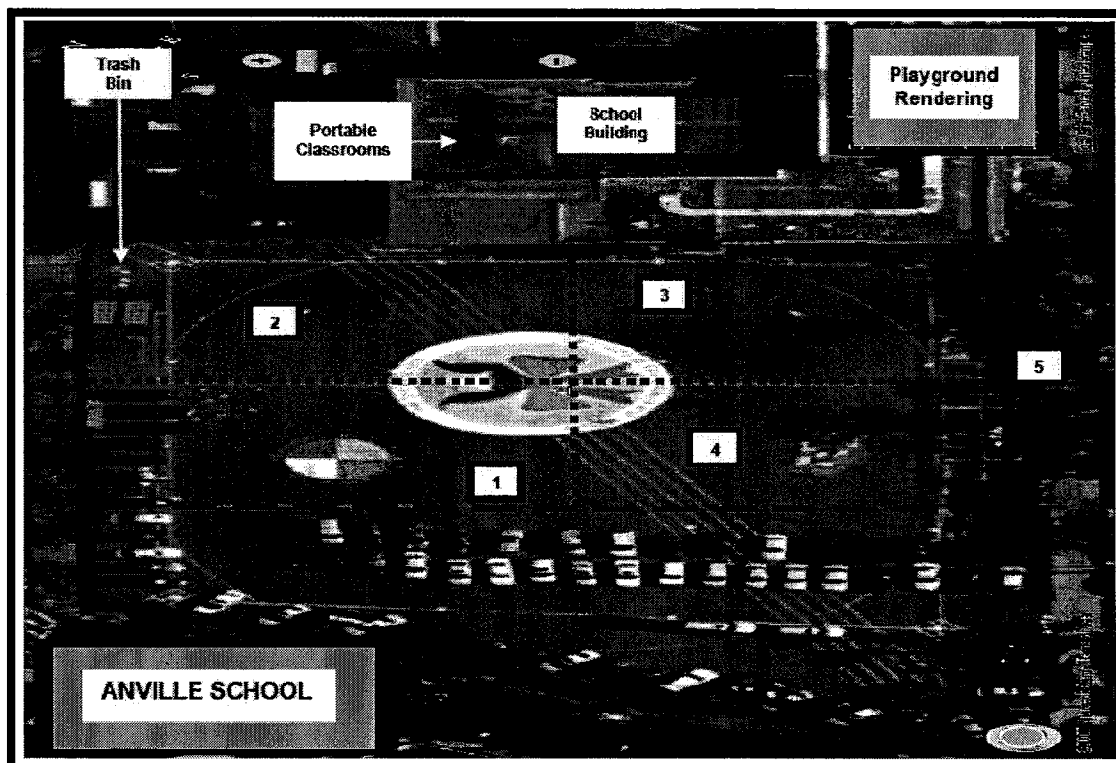 Trash
Bin
Portable
Classrooms
School
Building
Playground
Rendering
2
3
5
4
1
ANVILLE SCHOOL